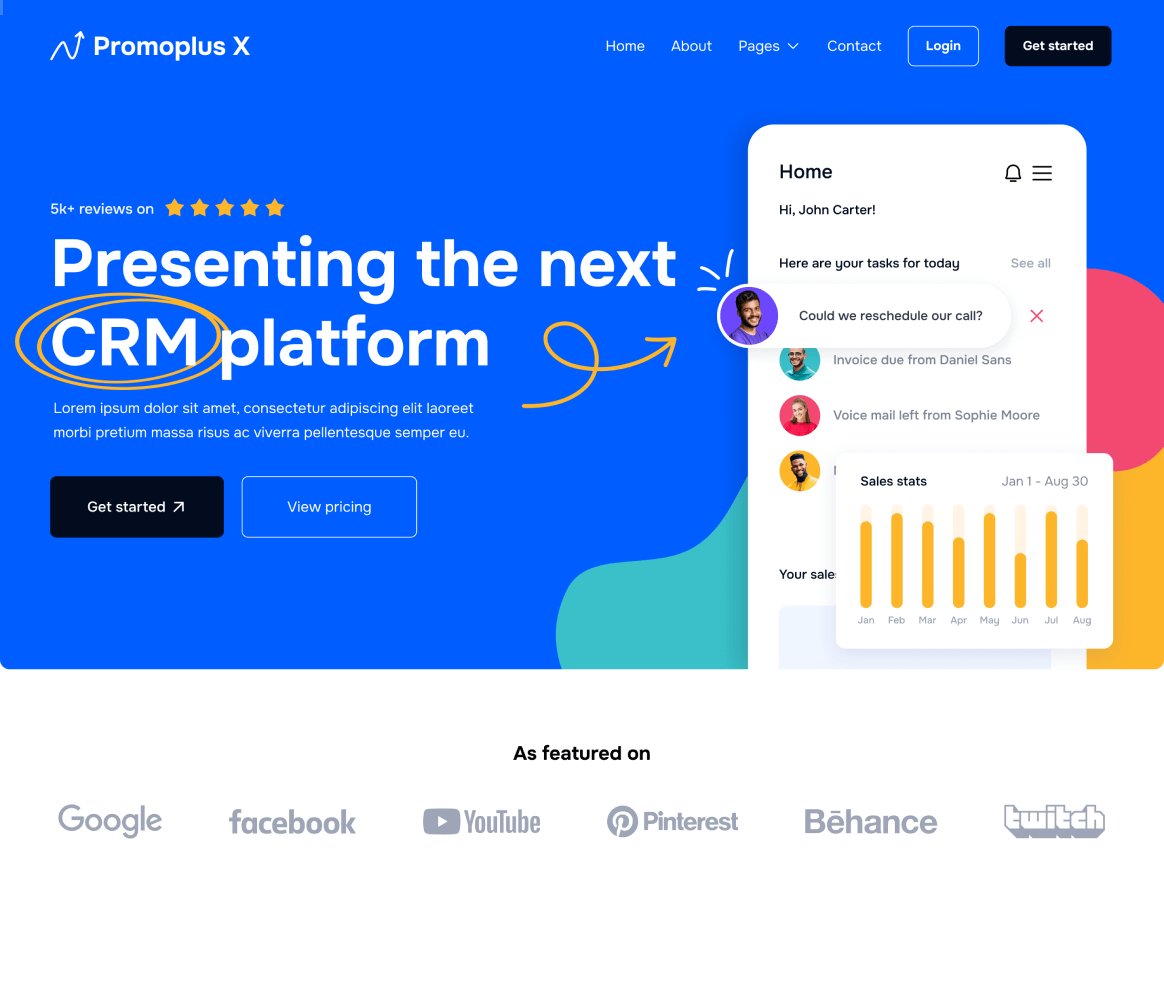 Promoplus X
Home
About
Pages
Contact
Login
Get started
5k+ reviews on
Presenting the next
CRM platform
Lorem ipsum dolor sit amet, consectetur adipiscing elit laoreet
morbi pretium massa risus ac viverra pellentesque semper eu.
Get started
View pricing
Home
Hi, John Carter!
Here are your tasks for today
See all
Could we reschedule our call?
Invoice due from Daniel Sans
Voice mail left from Sophie Moore
Sales stats
Jan 1 - Aug 30
Jan Feb Mar Apr May Jun Jul Aug
Your sales
As featured on
Google
facebook
YouTube
Pinterest
Bēhance
twitch